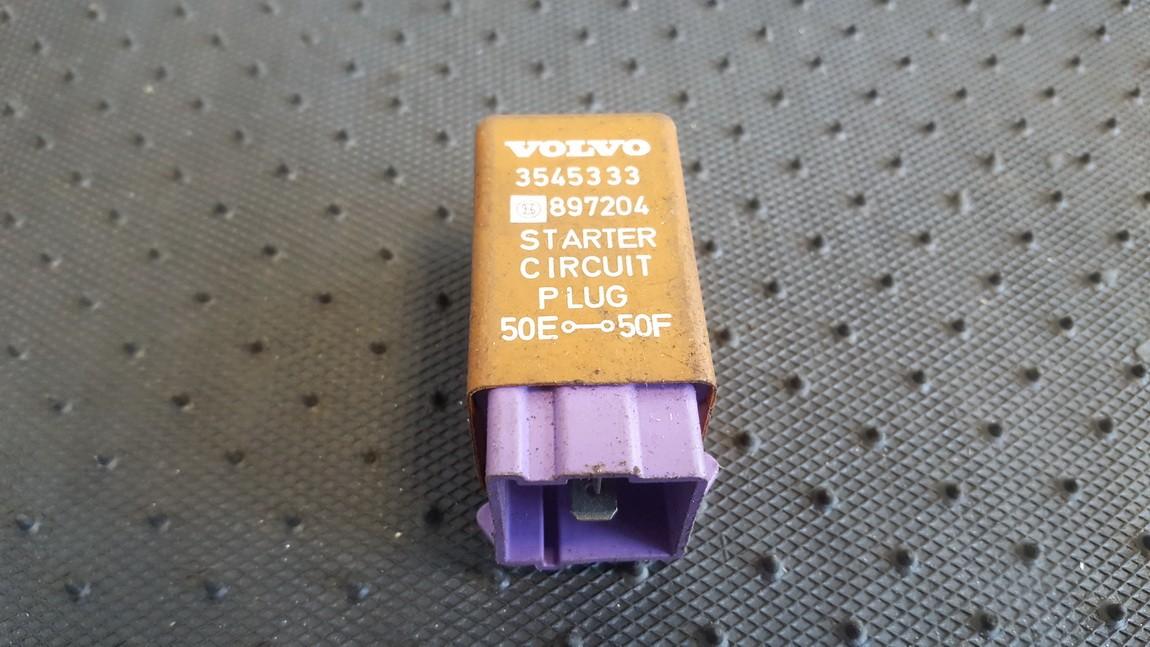 VOLVO
3545333
897204
STARTER
CIRCUIT
PLUG
50E 50F